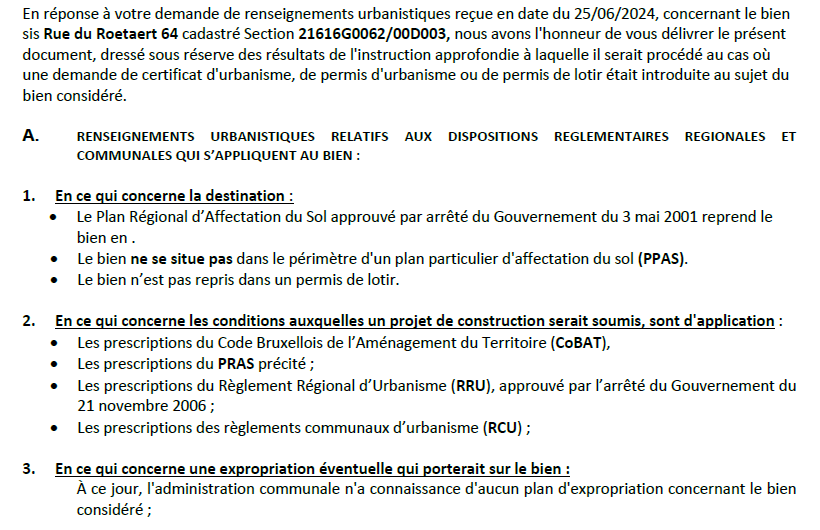 En réponse à votre demande de renseignements urbanistiques reçue en date du 25/06/2024, concernant le bien
sis Rue du Roetaert 64 cadastré Section 21616G0062/00D003, nous avons l'honneur de vous délivrer le présent
document, dressé sous réserve des résultats de l'instruction approfondie à laquelle il serait procédé au cas où
une demande de certificat d'urbanisme, de permis d'urbanisme ou de permis de lotir était introduite au sujet du
bien considéré.
A. RENSEIGNEMENTS URBANISTIQUES RELATIFS AUX DISPOSITIONS REGLEMENTAIRES REGIONALES ET
COMMUNALES QUI S’APPLIQUENT AU BIEN :
1. En ce qui concerne la destination :
• Le Plan Régional d’Affectation du Sol approuvé par arrêté du Gouvernement du 3 mai 2001 reprend le
bien en .
• Le bien ne se situe pas dans le périmètre d'un plan particulier d'affectation du sol (PPAS).
• Le bien n’est pas repris dans un permis de lotir.
2. En ce qui concerne les conditions auxquelles un projet de construction serait soumis, sont d'application :
• Les prescriptions du Code Bruxellois de l’Aménagement du Territoire (CoBAT),
• Les prescriptions du PRAS précité ;
• Les prescriptions du Règlement Régional d’Urbanisme (RRU), approuvé par l’arrêté du Gouvernement du
21 novembre 2006 ;
• Les prescriptions des règlements communaux d’urbanisme (RCU) ;
3. En ce qui concerne une expropriation éventuelle qui porterait sur le bien :
À ce jour, l'administration communale n'a connaissance d'aucun plan d'expropriation concernant le bien
considéré ;